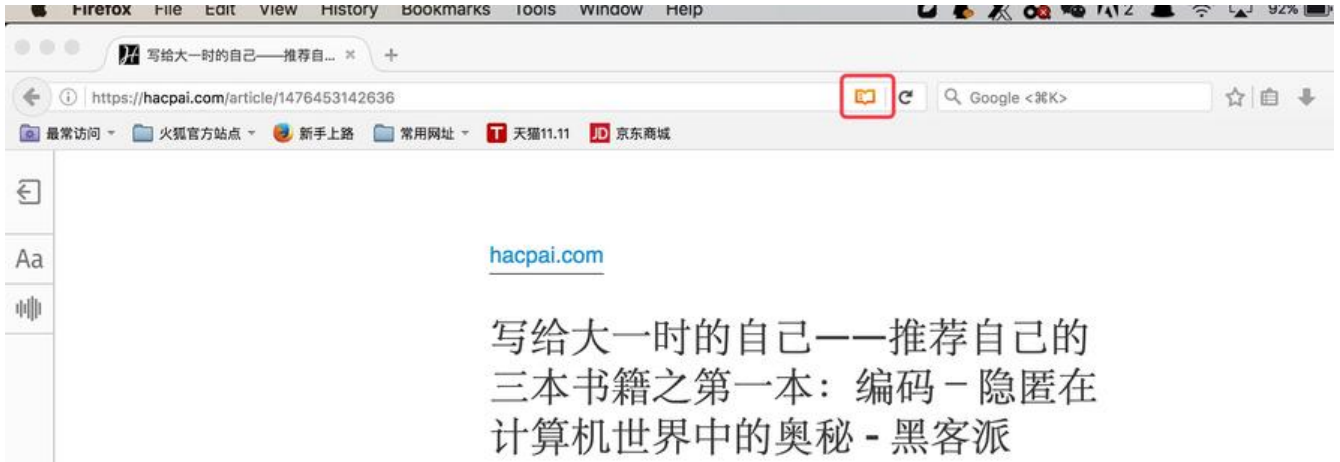 Firefox File Edit View History Bookmarks Tools Window Help 2 92%
写给大一时的自己——推荐自... × +
https://hacpai.com/article/1476453142636 Google <⌘K>
最常访问 火狐官方站点 新手上路 常用网址 T 天猫11.11 JD 京东商城
Aa
hacpai.com
写给大一时的自己——推荐自己的
三本书籍之第一本：编码－隐匿在
计算机世界中的奥秘 - 黑客派